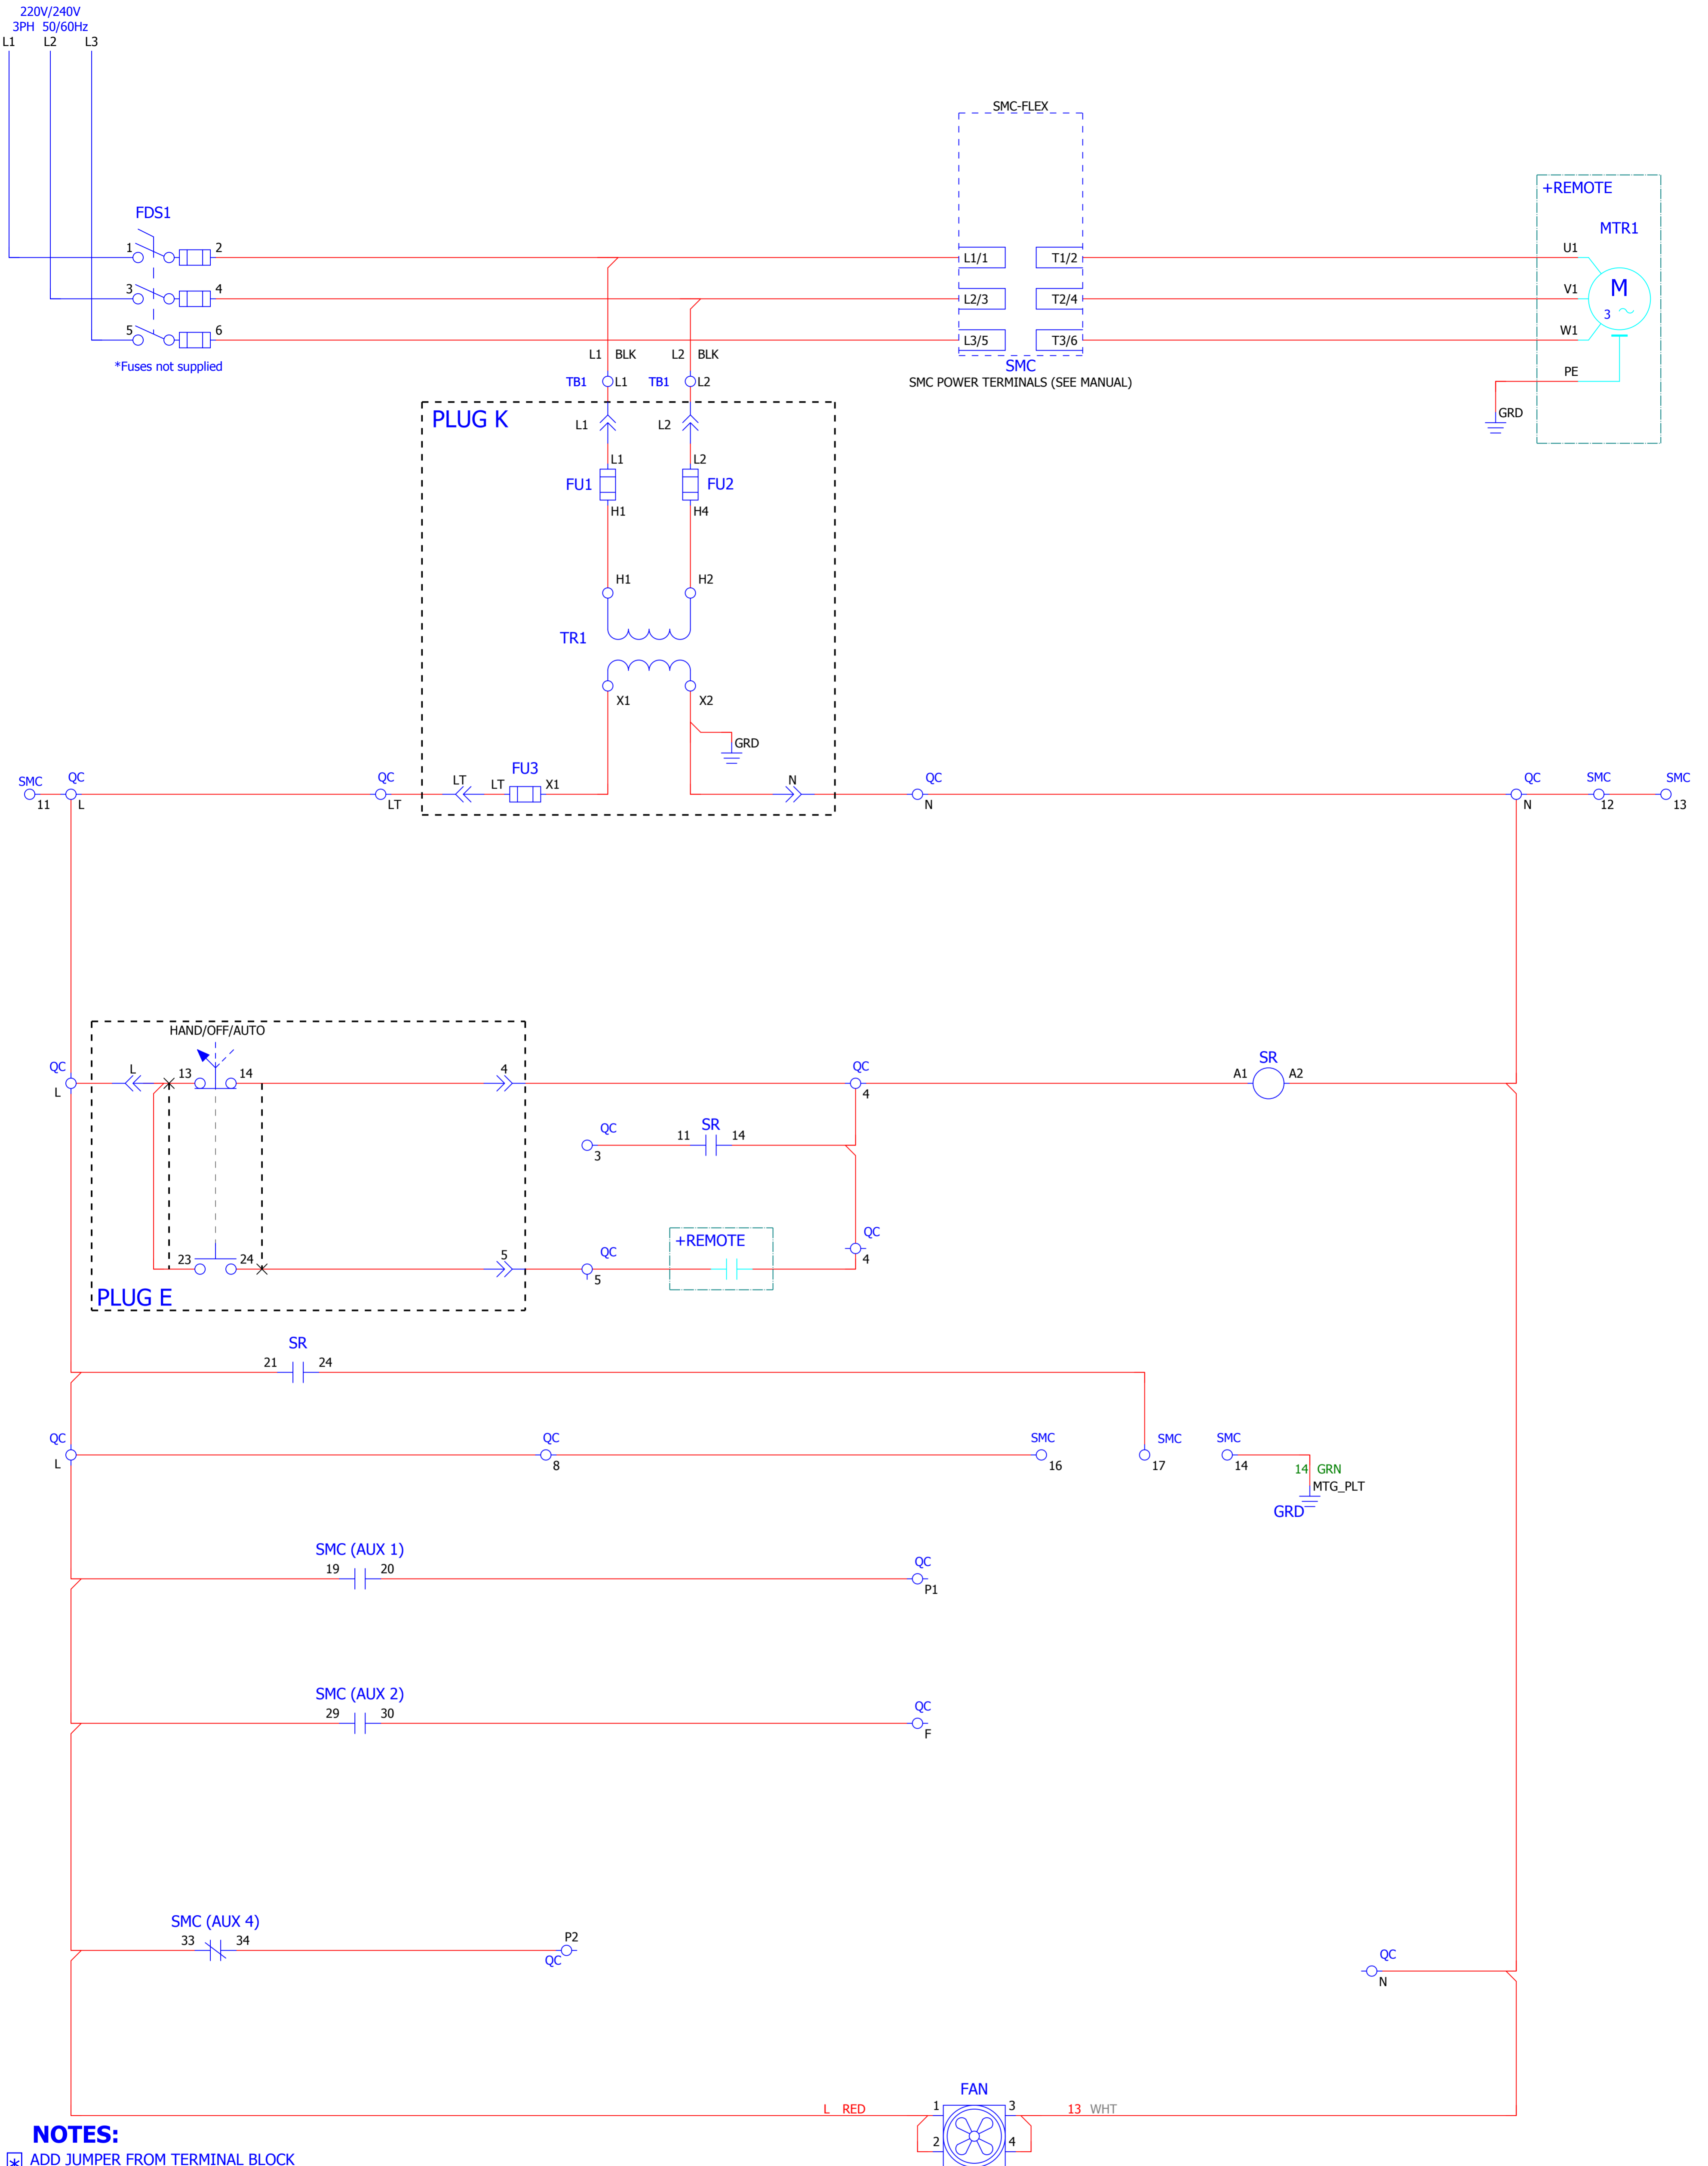 220V/240V
3PH 50/60Hz
L1 L2 L3
SMC-FLEX
+REMOTE
MTR1
FDS1
1 2
3 4
5 6
*Fuses not supplied
L1/1 T1/2
L2/3 T2/4
L3/5 T3/6
SMC
SMC POWER TERMINALS (SEE MANUAL)
U1
V1
W1
PE
M
3
GRD
L1 BLK L2 BLK
TB1 L1 TB1 L2
PLUG K
L1 L2
L1 L2
FU1 FU2
H1 H4
H1 H2
TR1
X1 X2
GRD
SMC QC QC LT LT FU3 X1 N QC QC SMC SMC
11 L LT N N 12 13
HAND/OFF/AUTO
QC L 13 14 4 QC A1 SR A2
L 4
QC 11 SR 14
3
+REMOTE QC
23 24 5 QC 4
5
PLUG E
SR
21 24
QC QC SMC SMC SMC
L 8 16 17 14
14 GRN
MTG_PLT
GRD
SMC (AUX 1)
19 20 QC
P1
SMC (AUX 2)
29 30 QC
F
SMC (AUX 4)
33 34 P2
QC
QC
N
FAN
L RED 1 3 13 WHT
2 4
NOTES:
* ADD JUMPER FROM TERMINAL BLOCK